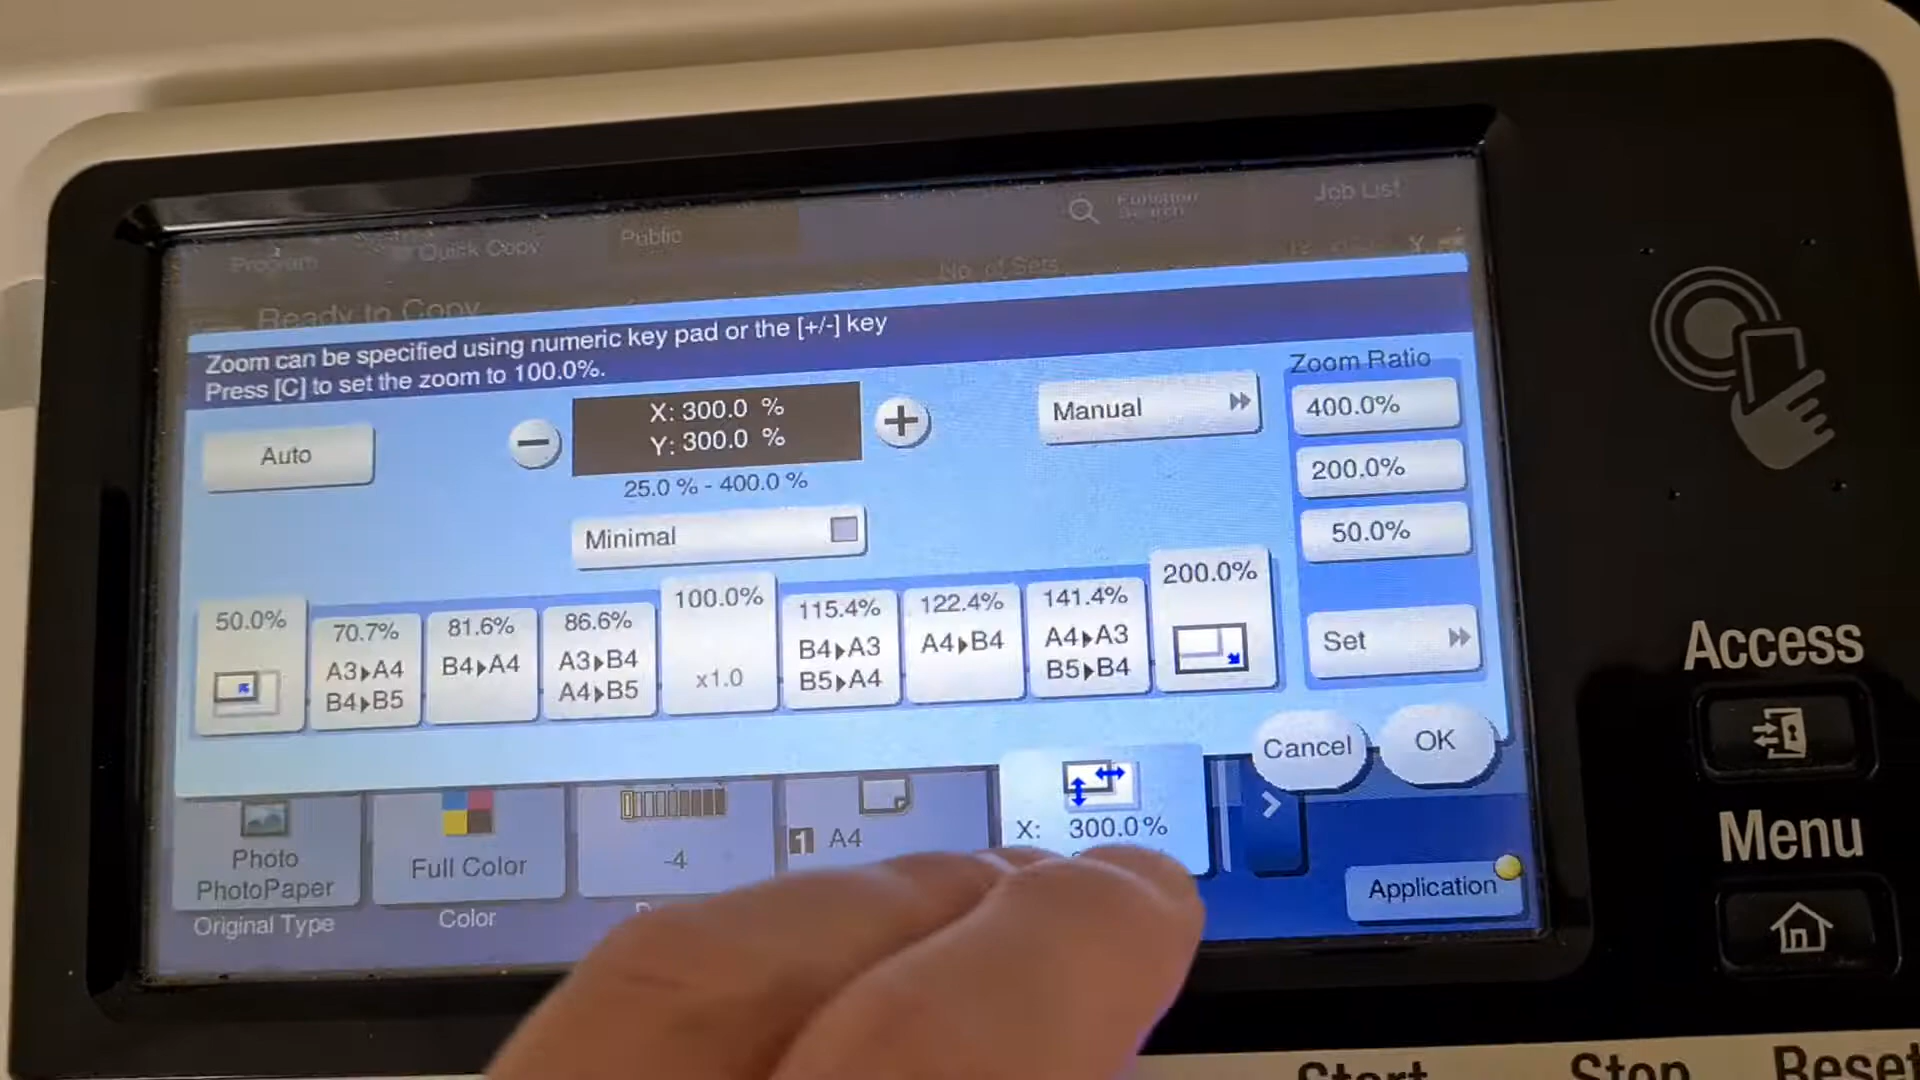 Program
Quick Copy
Public
Function
Search
Job List
No. of Sets
Ready to Copy
Zoom can be specified using numeric key pad or the [+/-] key
Press [C] to set the zoom to 100.0%.
Auto
−
X: 300.0 %
Y: 300.0 %
+
25.0 % - 400.0 %
Minimal
Manual
Zoom Ratio
400.0%
200.0%
50.0%
Set
50.0%
70.7%
A3▸A4
B4▸B5
81.6%
B4▸A4
86.6%
A3▸B4
A4▸B5
100.0%
x1.0
115.4%
B4▸A3
B5▸A4
122.4%
A4▸B4
141.4%
A4▸A3
B5▸B4
200.0%
Cancel
OK
Photo
PhotoPaper
Original Type
Full Color
Color
-4
1 A4
X: 300.0%
Application
Access
Menu
Start
Stop
Reset